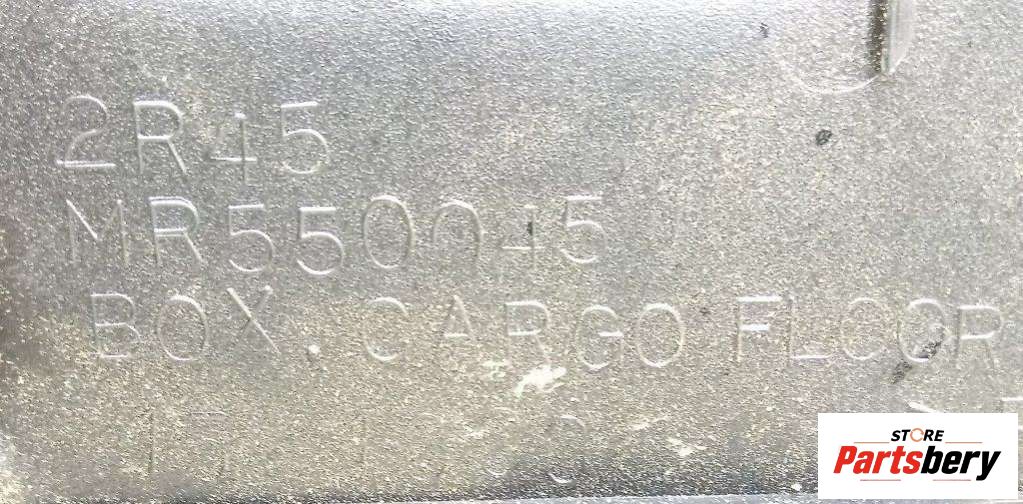 2R45
MR550045
BOX, CARGO FLOOR
STORE
Partsbery